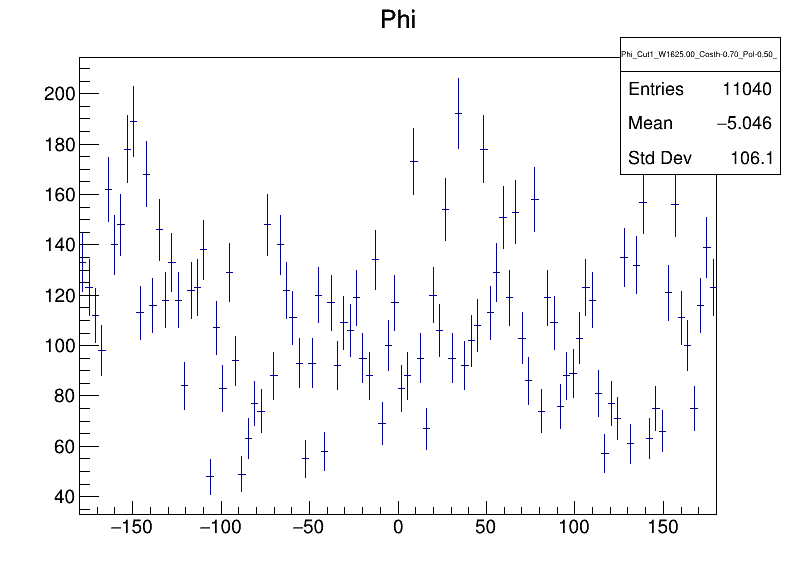 Phi
Phi_Cut1_W1625.00_Costh-0.70_Pol-0.50_
Entries 11040
Mean −5.046
Std Dev 106.1
200
180
160
140
120
100
80
60
40
−150 −100 −50 0 50 100 150